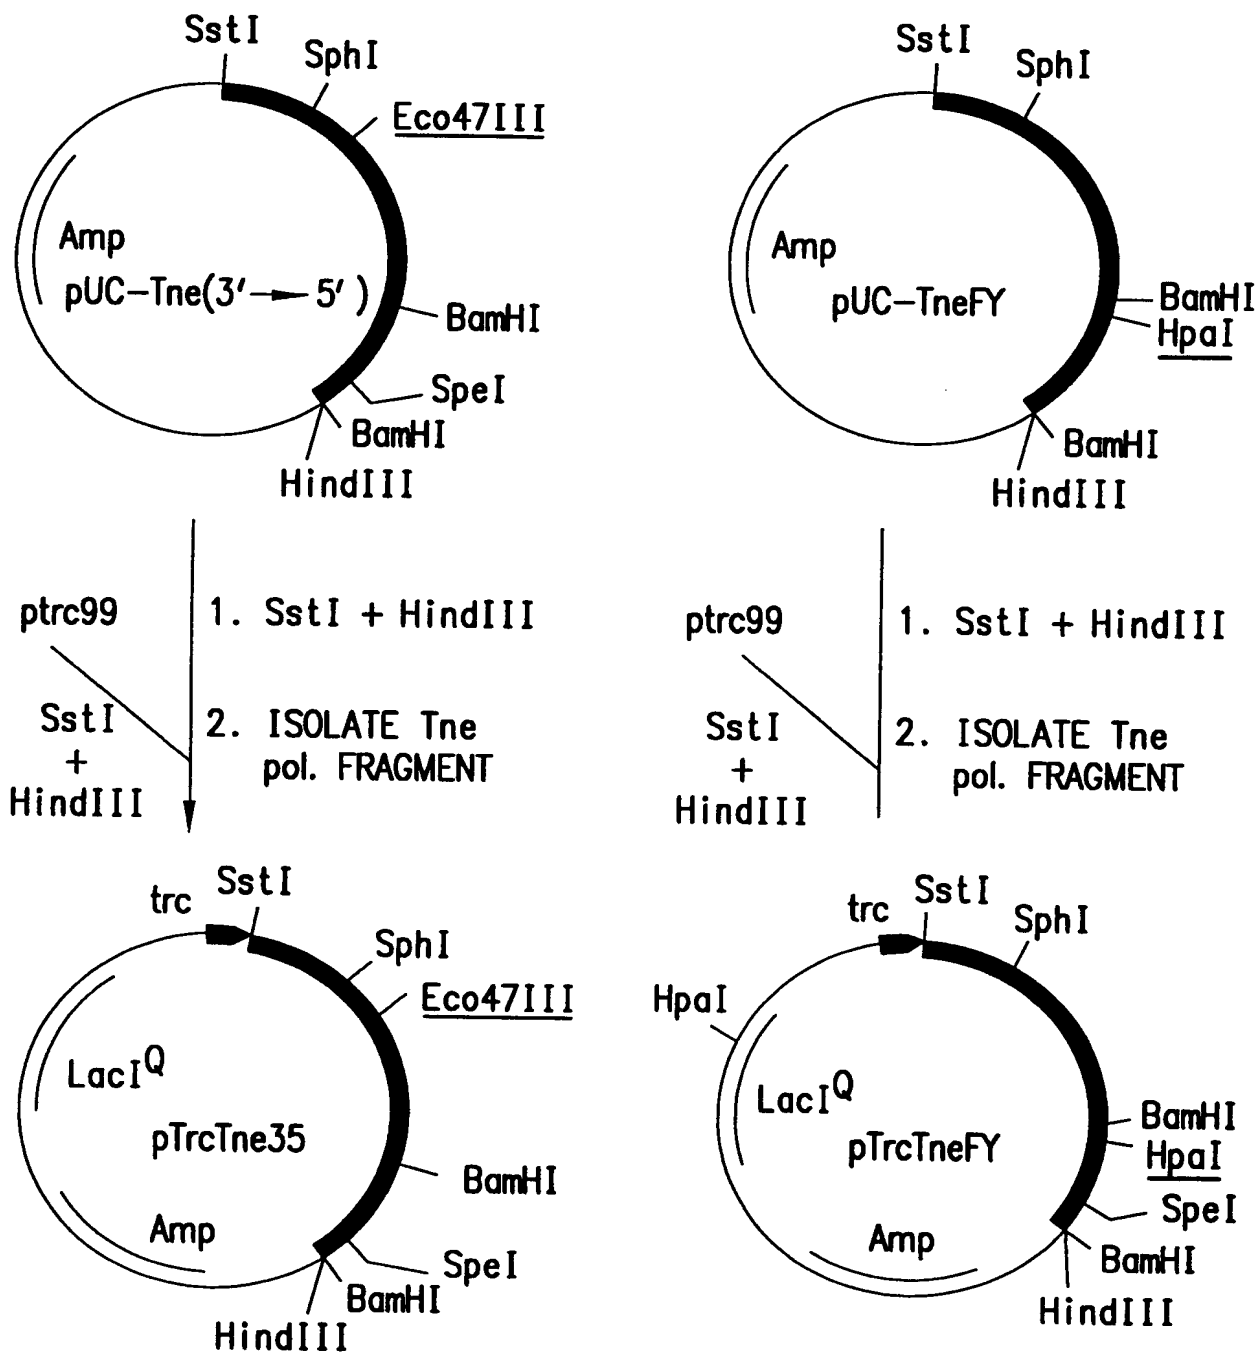 SstI
SphI
Eco47III
Amp
pUC-Tne(3' → 5')
BamHI
SpeI
BamHI
HindIII
SstI
SphI
Amp
pUC-TneFY
BamHI
HpaI
BamHI
HindIII
ptrc99
SstI
+
HindIII
1. SstI + HindIII
2. ISOLATE Tne
pol. FRAGMENT
ptrc99
SstI
+
HindIII
1. SstI + HindIII
2. ISOLATE Tne
pol. FRAGMENT
trc
SstI
SphI
Eco47III
LacI^Q
pTrcTne35
BamHI
Amp
SpeI
BamHI
HindIII
trc
SstI
SphI
HpaI
LacI^Q
pTrcTneFY
BamHI
HpaI
SpeI
Amp
BamHI
HindIII